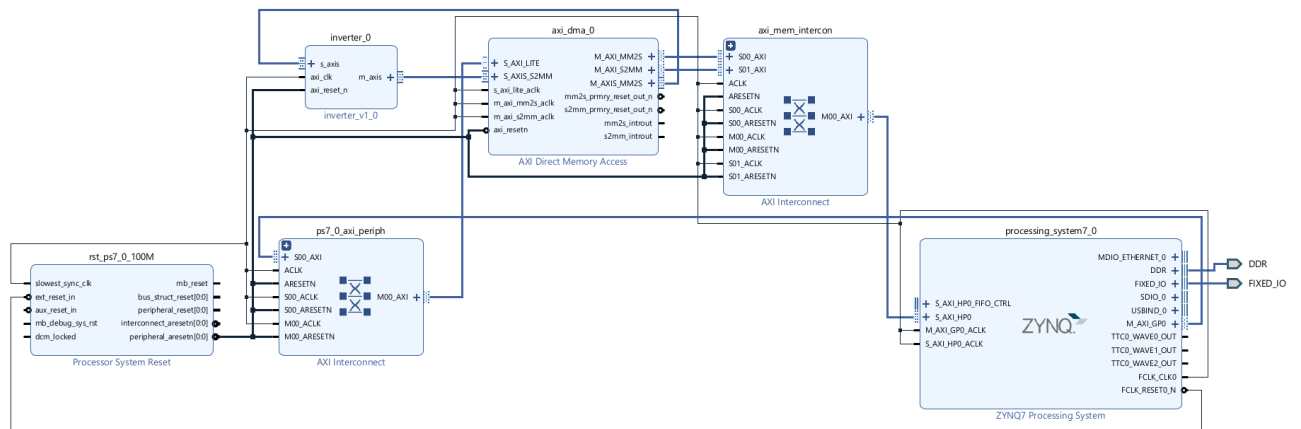 inverter_0
s_axis
axi_clk
axi_reset_n
m_axis
inverter_v1_0
axi_dma_0
S_AXI_LITE
S_AXIS_S2MM
s_axi_lite_aclk
m_axi_mm2s_aclk
m_axi_s2mm_aclk
axi_resetn
M_AXI_MM2S
M_AXI_S2MM
M_AXIS_MM2S
mm2s_prmry_reset_out_n
s2mm_prmry_reset_out_n
mm2s_introut
s2mm_introut
AXI Direct Memory Access
axi_mem_intercon
S00_AXI
S01_AXI
ACLK
ARESETN
S00_ACLK
S00_ARESETN
M00_ACLK
M00_ARESETN
S01_ACLK
S01_ARESETN
M00_AXI
AXI Interconnect
rst_ps7_0_100M
slowest_sync_clk
ext_reset_in
aux_reset_in
mb_debug_sys_rst
dcm_locked
mb_reset
bus_struct_reset[0:0]
peripheral_reset[0:0]
interconnect_aresetn[0:0]
peripheral_aresetn[0:0]
Processor System Reset
ps7_0_axi_periph
S00_AXI
ACLK
ARESETN
S00_ACLK
S00_ARESETN
M00_ACLK
M00_ARESETN
M00_AXI
AXI Interconnect
processing_system7_0
S_AXI_HP0_FIFO_CTRL
S_AXI_HP0
M_AXI_GP0_ACLK
S_AXI_HP0_ACLK
ZYNQ
MDIO_ETHERNET_0
DDR
FIXED_IO
SDIO_0
USBIND_0
M_AXI_GP0
TTC0_WAVE0_OUT
TTC0_WAVE1_OUT
TTC0_WAVE2_OUT
FCLK_CLK0
FCLK_RESET0_N
ZYNQ7 Processing System
DDR
FIXED_IO